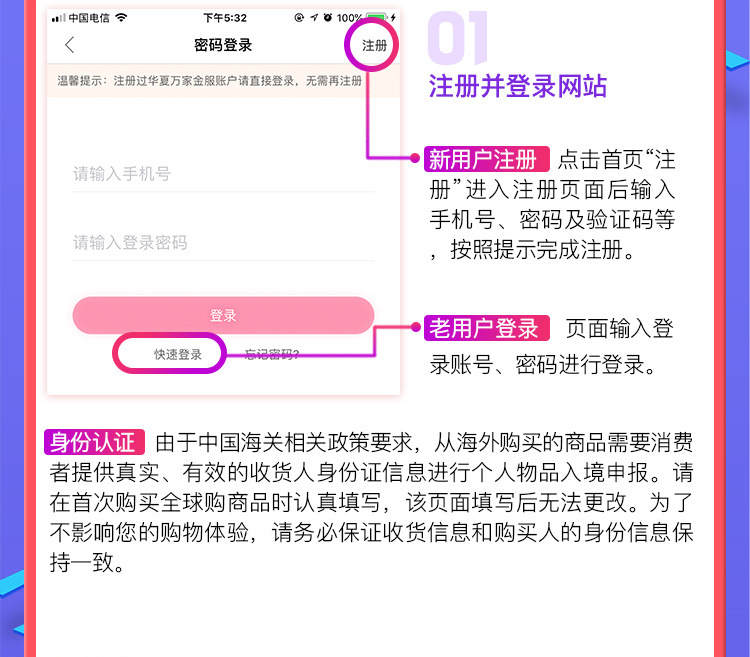 中国电信
下午5:32
100%
密码登录
注册
温馨提示：注册过华夏万家金服账户请直接登录，无需再注册
请输入手机号
请输入登录密码
登录
快速登录
忘记密码?
01
注册并登录网站
新用户注册 点击首页“注
册”进入注册页面后输入
手机号、密码及验证码等
，按照提示完成注册。
老用户登录 页面输入登
录账号、密码进行登录。
身份认证 由于中国海关相关政策要求，从海外购买的商品需要消费
者提供真实、有效的收货人身份证信息进行个人物品入境申报。请
在首次购买全球购商品时认真填写，该页面填写后无法更改。为了
不影响您的购物体验，请务必保证收货信息和购买人的身份信息保
持一致。